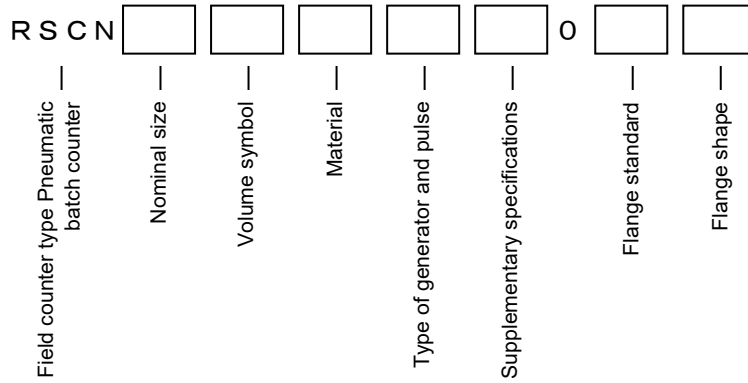 RSCN 0
Field counter type Pneumatic
batch counter
Nominal size
Volume symbol
Material
Type of generator and pulse
Supplementary specifications
Flange standard
Flange shape